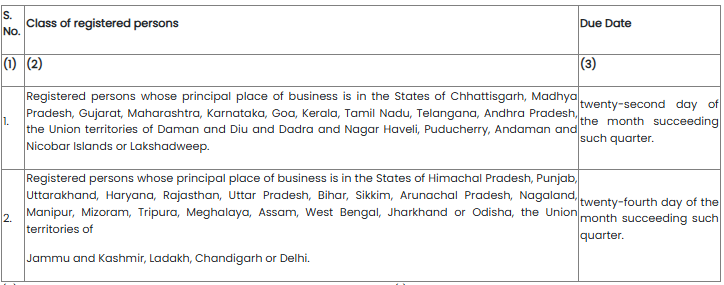 S. No. Class of registered persons Due Date
(1) (2) (3)
1.
Registered persons whose principal place of business is in the States of Chhattisgarh, Madhya
Pradesh, Gujarat, Maharashtra, Karnataka, Goa, Kerala, Tamil Nadu, Telangana, Andhra Pradesh,
the Union territories of Daman and Diu and Dadra and Nagar Haveli, Puducherry, Andaman and
Nicobar Islands or Lakshadweep.
twenty-second day of
the month succeeding
such quarter.
2.
Registered persons whose principal place of business is in the States of Himachal Pradesh, Punjab,
Uttarakhand, Haryana, Rajasthan, Uttar Pradesh, Bihar, Sikkim, Arunachal Pradesh, Nagaland,
Manipur, Mizoram, Tripura, Meghalaya, Assam, West Bengal, Jharkhand or Odisha, the Union
territories of
Jammu and Kashmir, Ladakh, Chandigarh or Delhi.
twenty-fourth day of the
month succeeding such
quarter.